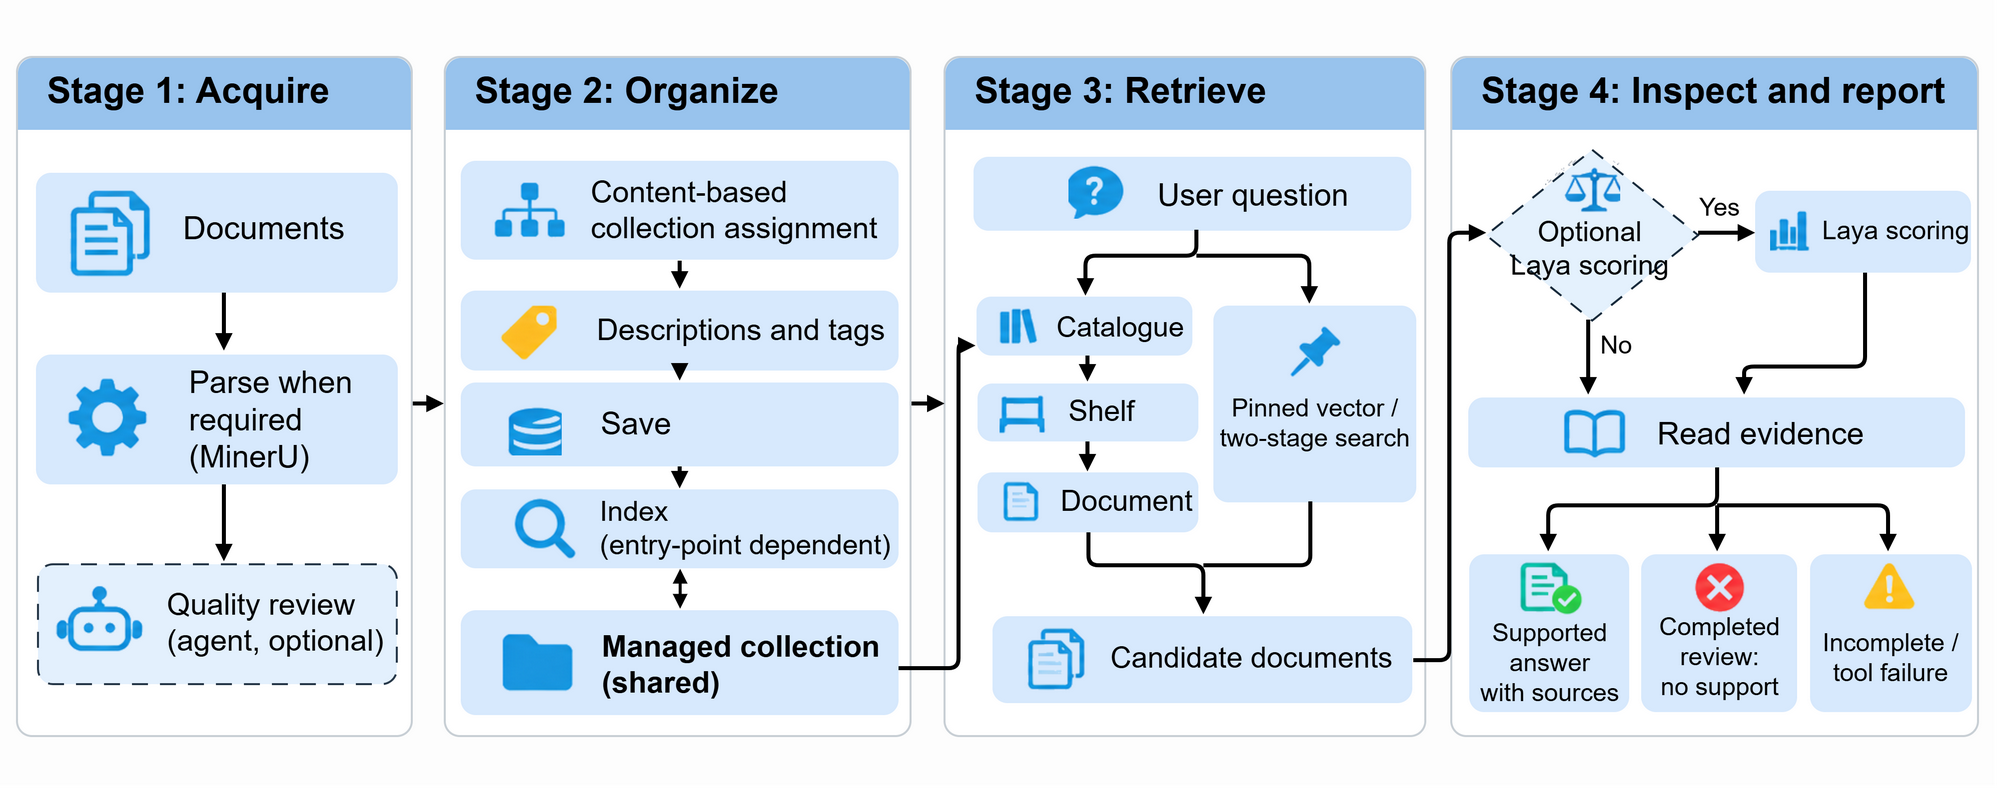 Stage 1: Acquire
Documents
Parse when
required
(MinerU)
Quality review
(agent, optional)
Stage 2: Organize
Content-based
collection assignment
Descriptions and tags
Save
Index
(entry-point dependent)
Managed collection
(shared)
Stage 3: Retrieve
User question
Catalogue
Shelf
Document
Pinned vector /
two-stage search
Candidate documents
Stage 4: Inspect and report
Optional
Laya scoring
Yes
Laya scoring
No
Read evidence
Supported
answer
with sources
Completed
review:
no support
Incomplete /
tool failure